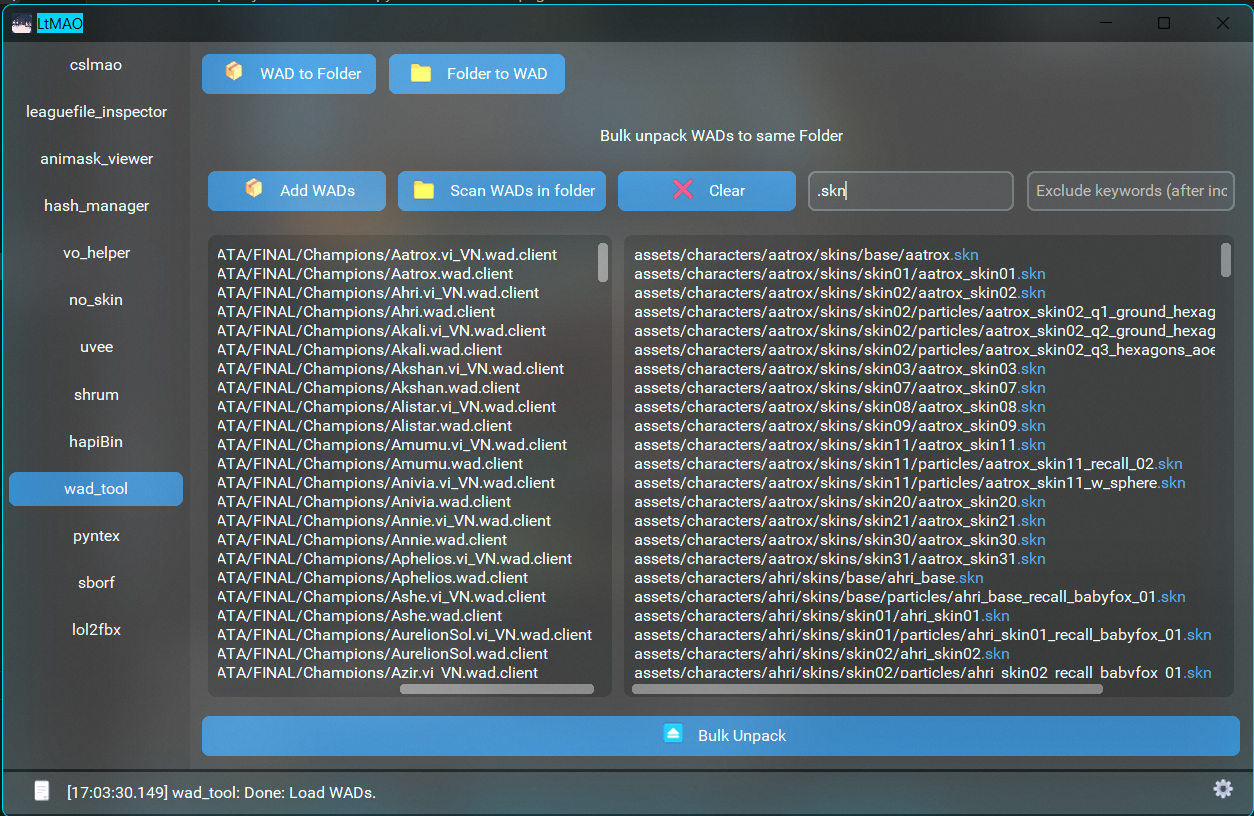 LtMAO
cslmao
leaguefile_inspector
animask_viewer
hash_manager
vo_helper
no_skin
uvee
shrum
hapiBin
wad_tool
pyntex
sborf
lol2fbx
WAD to Folder
Folder to WAD
Bulk unpack WADs to same Folder
Add WADs
Scan WADs in folder
Clear
.skn
Exclude keywords (after inc
ATA/FINAL/Champions/Aatrox.vi_VN.wad.client
ATA/FINAL/Champions/Aatrox.wad.client
ATA/FINAL/Champions/Ahri.vi_VN.wad.client
ATA/FINAL/Champions/Ahri.wad.client
ATA/FINAL/Champions/Akali.vi_VN.wad.client
ATA/FINAL/Champions/Akali.wad.client
ATA/FINAL/Champions/Akshan.vi_VN.wad.client
ATA/FINAL/Champions/Akshan.wad.client
ATA/FINAL/Champions/Alistar.vi_VN.wad.client
ATA/FINAL/Champions/Alistar.wad.client
ATA/FINAL/Champions/Amumu.vi_VN.wad.client
ATA/FINAL/Champions/Amumu.wad.client
ATA/FINAL/Champions/Anivia.vi_VN.wad.client
ATA/FINAL/Champions/Anivia.wad.client
ATA/FINAL/Champions/Annie.vi_VN.wad.client
ATA/FINAL/Champions/Annie.wad.client
ATA/FINAL/Champions/Aphelios.vi_VN.wad.client
ATA/FINAL/Champions/Aphelios.wad.client
ATA/FINAL/Champions/Ashe.vi_VN.wad.client
ATA/FINAL/Champions/Ashe.wad.client
ATA/FINAL/Champions/AurelionSol.vi_VN.wad.client
ATA/FINAL/Champions/AurelionSol.wad.client
ATA/FINAL/Champions/Azir.vi_VN.wad.client
assets/characters/aatrox/skins/base/aatrox.skn
assets/characters/aatrox/skins/skin01/aatrox_skin01.skn
assets/characters/aatrox/skins/skin02/aatrox_skin02.skn
assets/characters/aatrox/skins/skin02/particles/aatrox_skin02_q1_ground_hexag
assets/characters/aatrox/skins/skin02/particles/aatrox_skin02_q2_ground_hexag
assets/characters/aatrox/skins/skin02/particles/aatrox_skin02_q3_hexagons_aoe
assets/characters/aatrox/skins/skin03/aatrox_skin03.skn
assets/characters/aatrox/skins/skin07/aatrox_skin07.skn
assets/characters/aatrox/skins/skin08/aatrox_skin08.skn
assets/characters/aatrox/skins/skin09/aatrox_skin09.skn
assets/characters/aatrox/skins/skin11/aatrox_skin11.skn
assets/characters/aatrox/skins/skin11/particles/aatrox_skin11_recall_02.skn
assets/characters/aatrox/skins/skin11/particles/aatrox_skin11_w_sphere.skn
assets/characters/aatrox/skins/skin20/aatrox_skin20.skn
assets/characters/aatrox/skins/skin21/aatrox_skin21.skn
assets/characters/aatrox/skins/skin30/aatrox_skin30.skn
assets/characters/aatrox/skins/skin31/aatrox_skin31.skn
assets/characters/ahri/skins/base/ahri_base.skn
assets/characters/ahri/skins/base/particles/ahri_base_recall_babyfox_01.skn
assets/characters/ahri/skins/skin01/ahri_skin01.skn
assets/characters/ahri/skins/skin01/particles/ahri_skin01_recall_babyfox_01.skn
assets/characters/ahri/skins/skin02/ahri_skin02.skn
assets/characters/ahri/skins/skin02/particles/ahri_skin02_recall_babyfox_01.skn
Bulk Unpack
[17:03:30.149] wad_tool: Done: Load WADs.